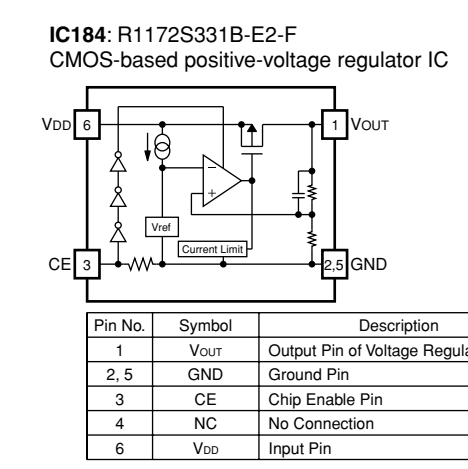 IC184: R1172S331B-E2-F
CMOS-based positive-voltage regulator IC
VDD 6
1 VOUT
Vref
Current Limit
CE 3
2,5 GND
Pin No. Symbol Description
1 VOUT Output Pin of Voltage Regula
2, 5 GND Ground Pin
3 CE Chip Enable Pin
4 NC No Connection
6 VDD Input Pin